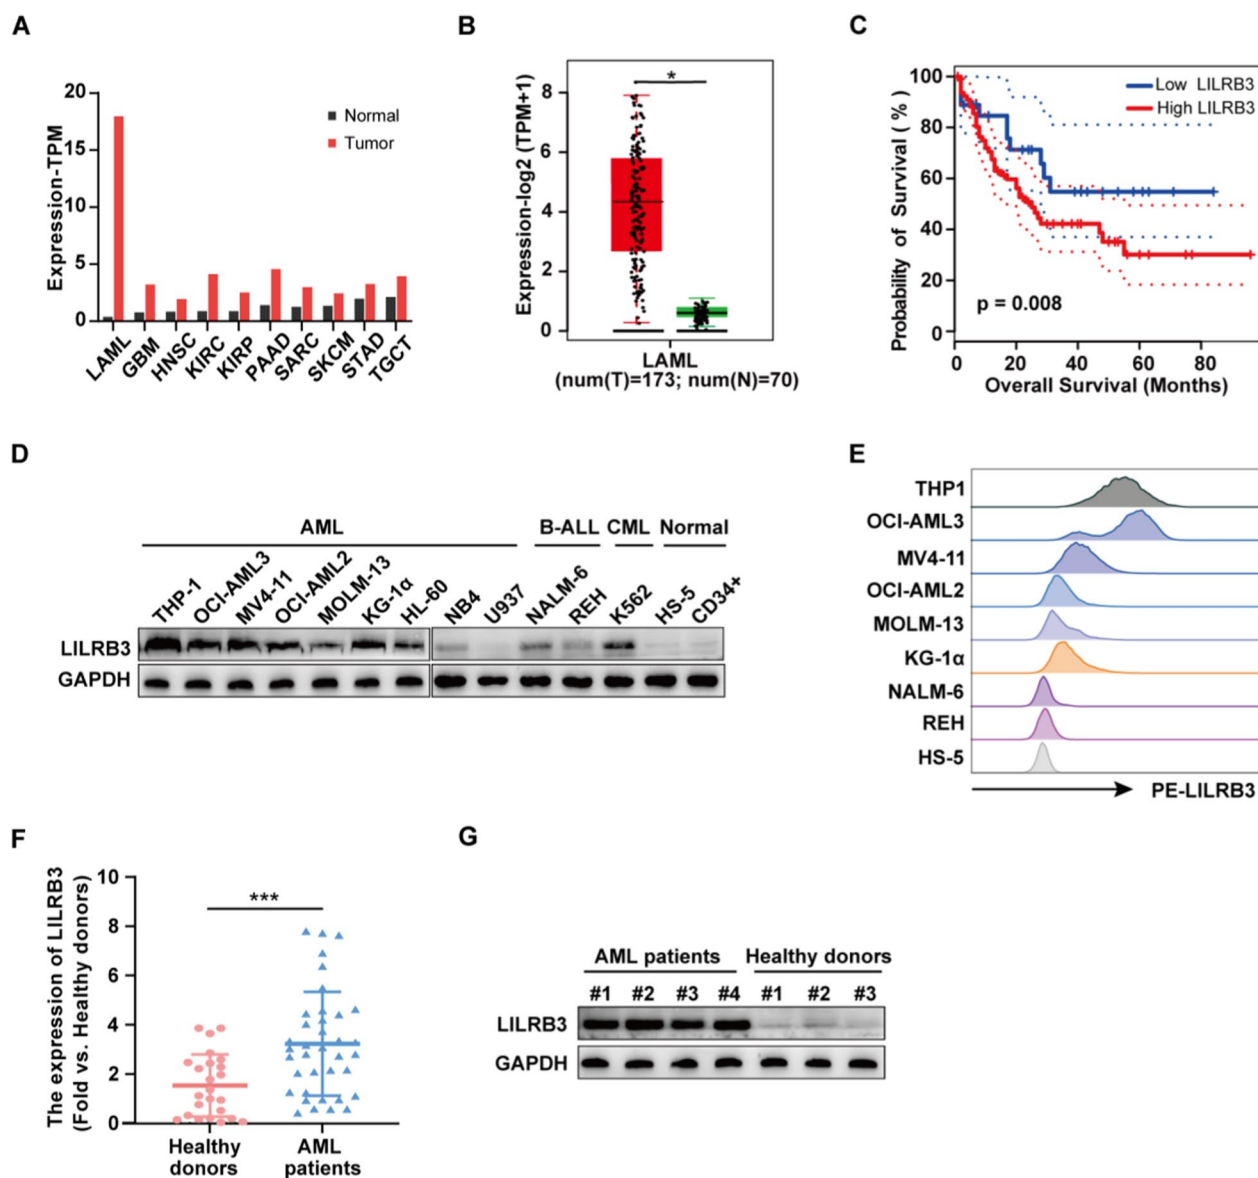 A
Expression-TPM
20
15
10
5
0
Normal
Tumor
LAML
GBM
HNSC
KIRC
KIRP
PAAD
SARC
SKCM
STAD
TGCT
B
Expression-log2 (TPM+1)
8
6
4
2
0
*
LAML
(num(T)=173; num(N)=70)
C
Probability of Survival ( % )
100
80
60
40
20
0
Low LILRB3
High LILRB3
p = 0.008
0 20 40 60 80
Overall Survival (Months)
D
AML B-ALL CML Normal
THP-1 OCI-AML3 MV4-11 OCI-AML2 MOLM-13 KG-1α HL-60 NB4 U937 NALM-6 REH K562 HS-5 CD34+
LILRB3
GAPDH
E
THP1
OCI-AML3
MV4-11
OCI-AML2
MOLM-13
KG-1α
NALM-6
REH
HS-5
PE-LILRB3
F
The expression of LILRB3
(Fold vs. Healthy donors)
10
8
6
4
2
0
***
Healthy
donors
AML
patients
G
AML patients Healthy donors
#1 #2 #3 #4 #1 #2 #3
LILRB3
GAPDH